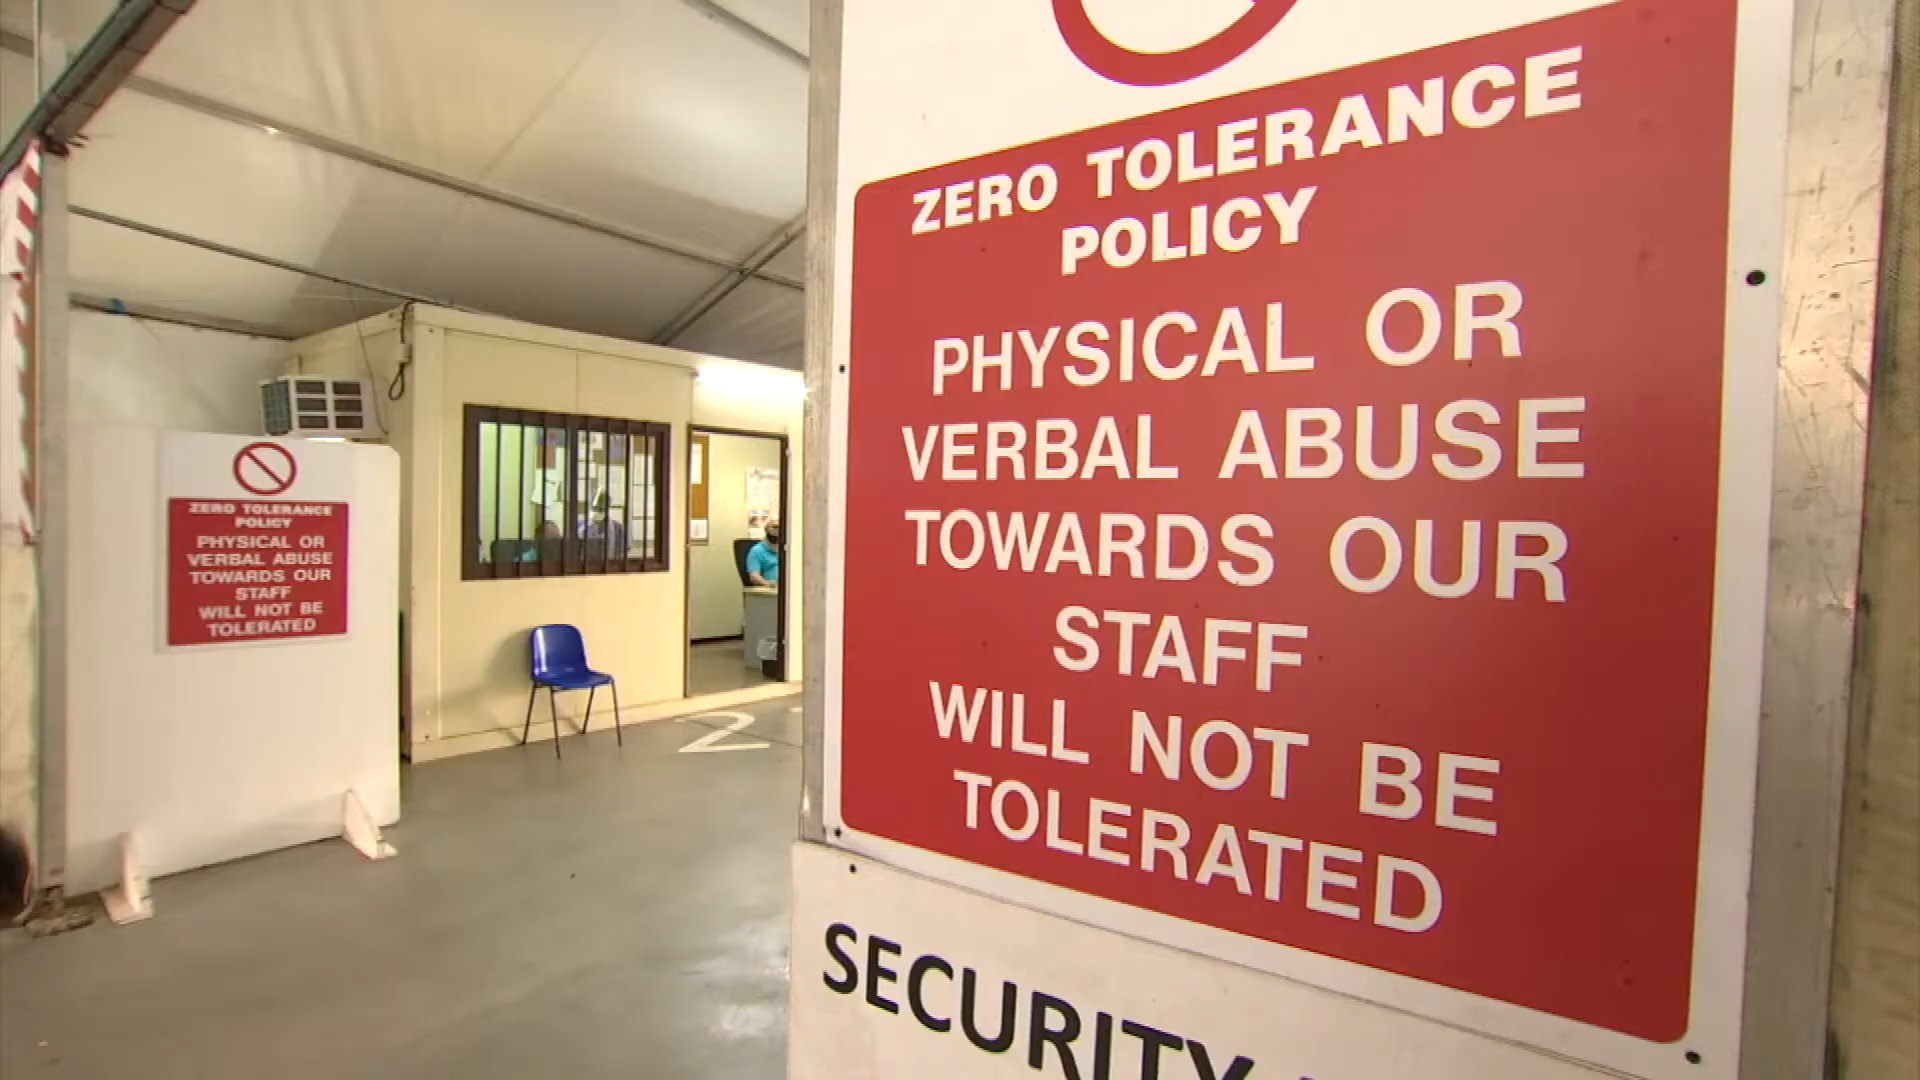 ZERO TOLERANCE
POLICY
PHYSICAL OR
VERBAL ABUSE
TOWARDS OUR
STAFF
WILL NOT BE
TOLERATED
SECURITY
ZERO TOLERANCE
POLICY
PHYSICAL OR
VERBAL ABUSE
TOWARDS OUR
STAFF
WILL NOT BE
TOLERATED
2